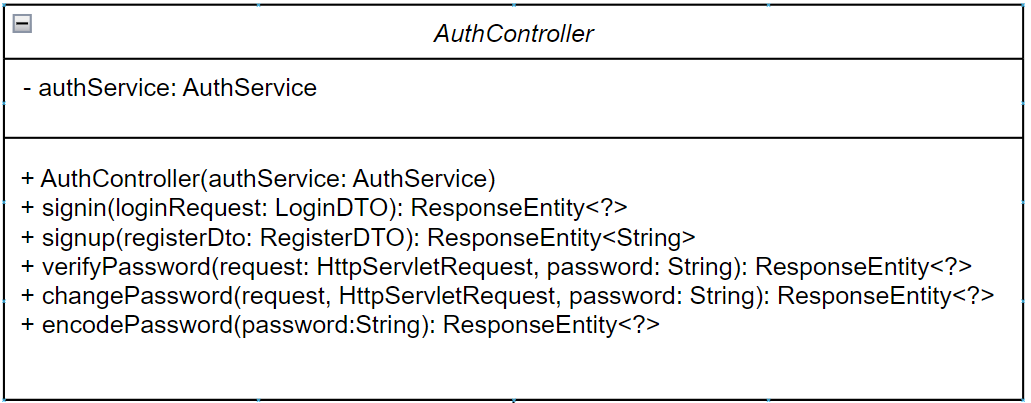 AuthController
- authService: AuthService
+ AuthController(authService: AuthService)
+ signin(loginRequest: LoginDTO): ResponseEntity<?>
+ signup(registerDto: RegisterDTO): ResponseEntity<String>
+ verifyPassword(request: HttpServletRequest, password: String): ResponseEntity<?>
+ changePassword(request, HttpServletRequest, password: String): ResponseEntity<?>
+ encodePassword(password:String): ResponseEntity<?>